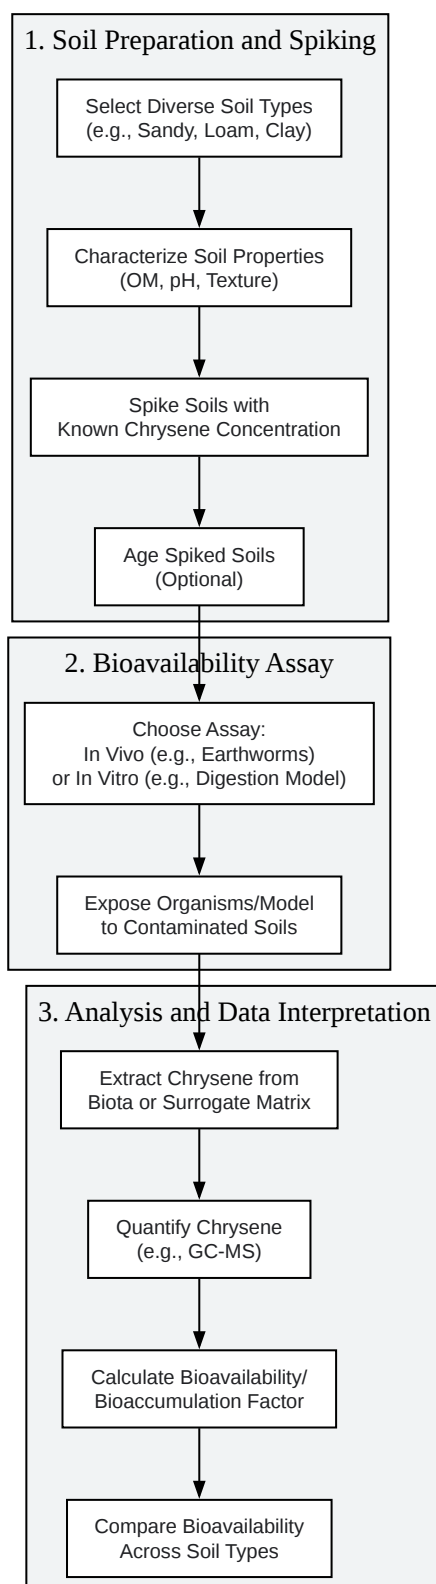 1. Soil Preparation and Spiking
Select Diverse Soil Types
(e.g., Sandy, Loam, Clay)
Characterize Soil Properties
(OM, pH, Texture)
Spike Soils with
Known Chrysene Concentration
Age Spiked Soils
(Optional)
2. Bioavailability Assay
Choose Assay:
In Vivo (e.g., Earthworms)
or In Vitro (e.g., Digestion Model)
Expose Organisms/Model
to Contaminated Soils
3. Analysis and Data Interpretation
Extract Chrysene from
Biota or Surrogate Matrix
Quantify Chrysene
(e.g., GC-MS)
Calculate Bioavailability/
Bioaccumulation Factor
Compare Bioavailability
Across Soil Types